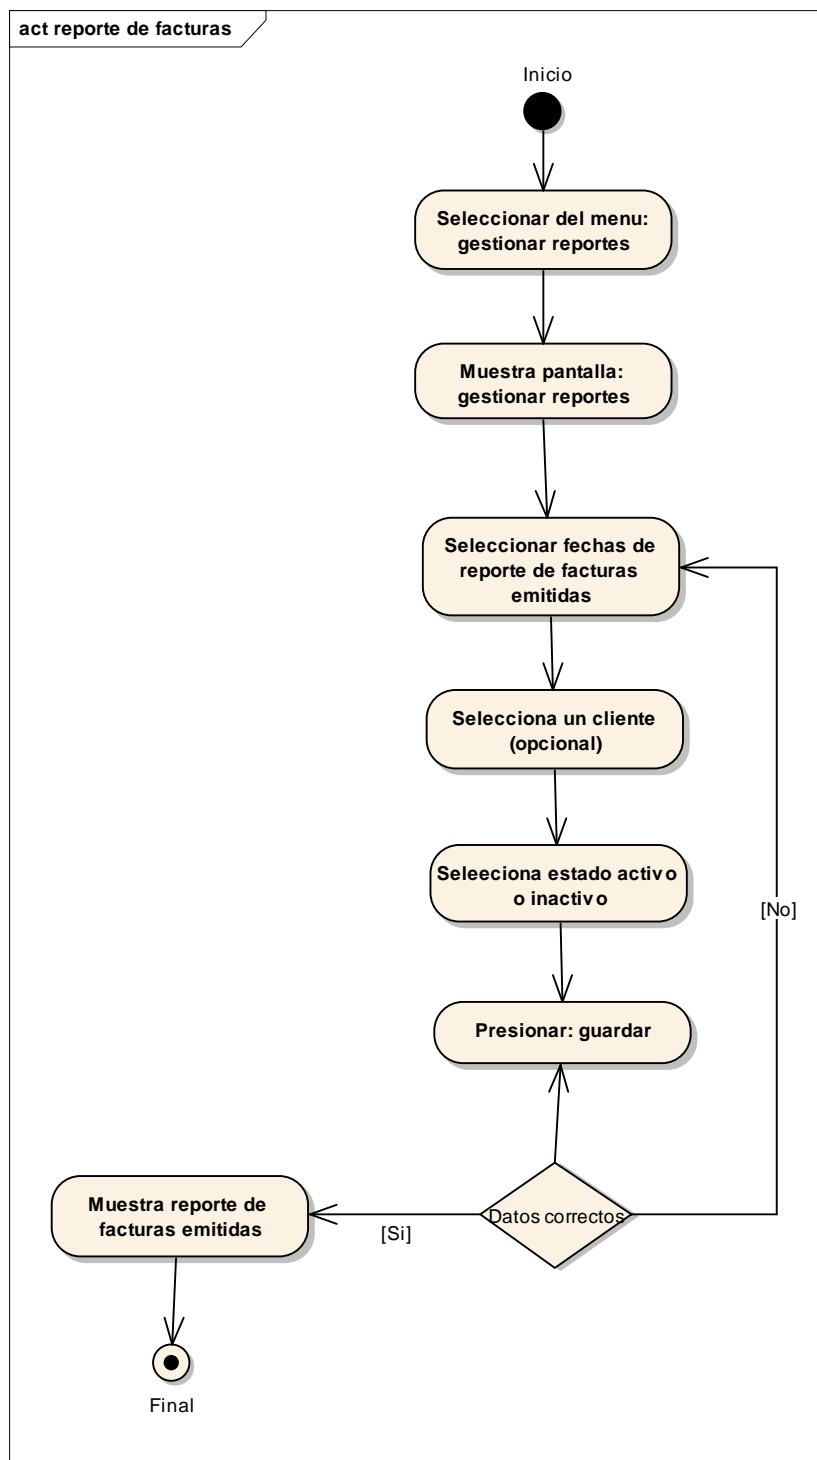 act reporte de facturas
Inicio
Seleccionar del menu:
gestionar reportes
Muestra pantalla:
gestionar reportes
Seleccionar fechas de
reporte de facturas
emitidas
Selecciona un cliente
(opcional)
Seleeciona estado activo
o inactivo
[No]
Presionar: guardar
Datos correctos
[Si]
Muestra reporte de
facturas emitidas
Final